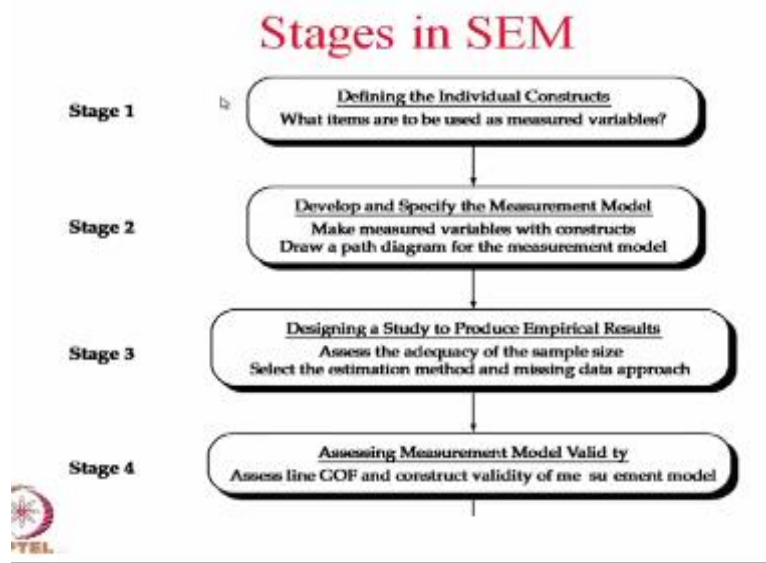 Stages in SEM
Stage 1
Defining the Individual Constructs
What items are to be used as measured variables?
Stage 2
Develop and Specify the Measurement Model
Make measured variables with constructs
Draw a path diagram for the measurement model
Stage 3
Designing a Study to Produce Empirical Results
Assess the adequacy of the sample size
Select the estimation method and missing data approach
Stage 4
Assessing Measurement Model Valid ty
Assess line GOF and construct validity of me su ement model
PTEL